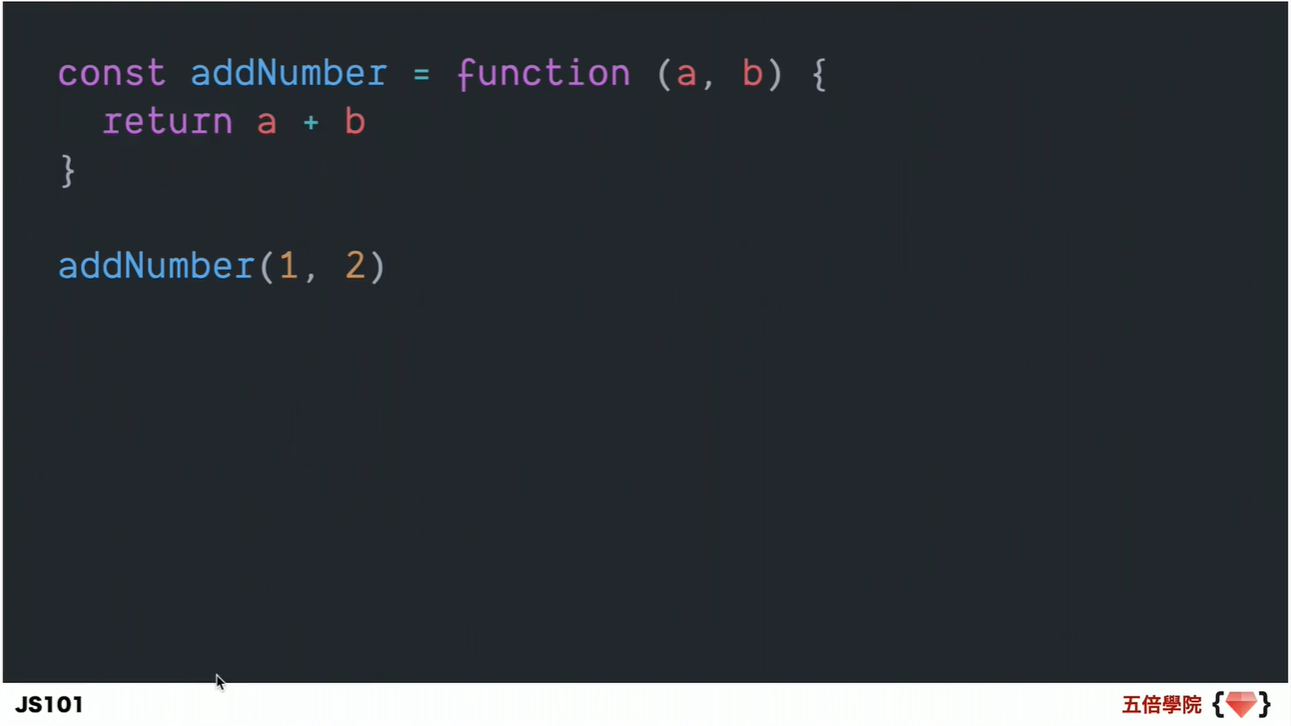 const addNumber = function (a, b) {
  return a + b
}
addNumber(1, 2)
JS101
五倍學院 { }